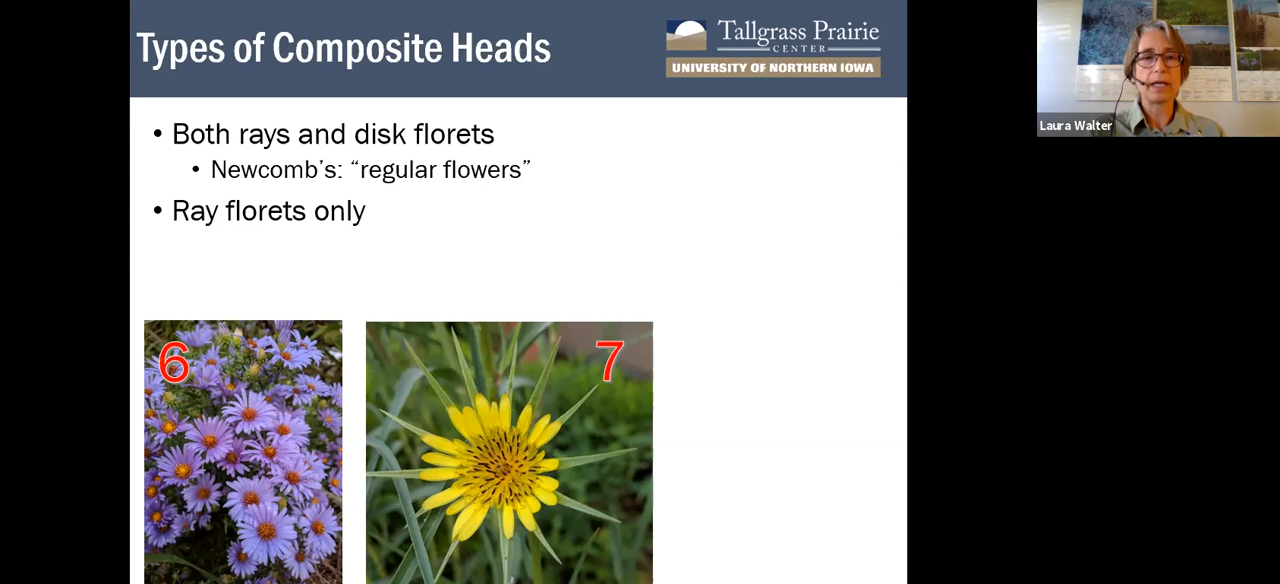 Types of Composite Heads
Tallgrass Prairie
CENTER
UNIVERSITY OF NORTHERN IOWA
Laura Walter
• Both rays and disk florets
• Newcomb's: “regular flowers”
• Ray florets only
6
7